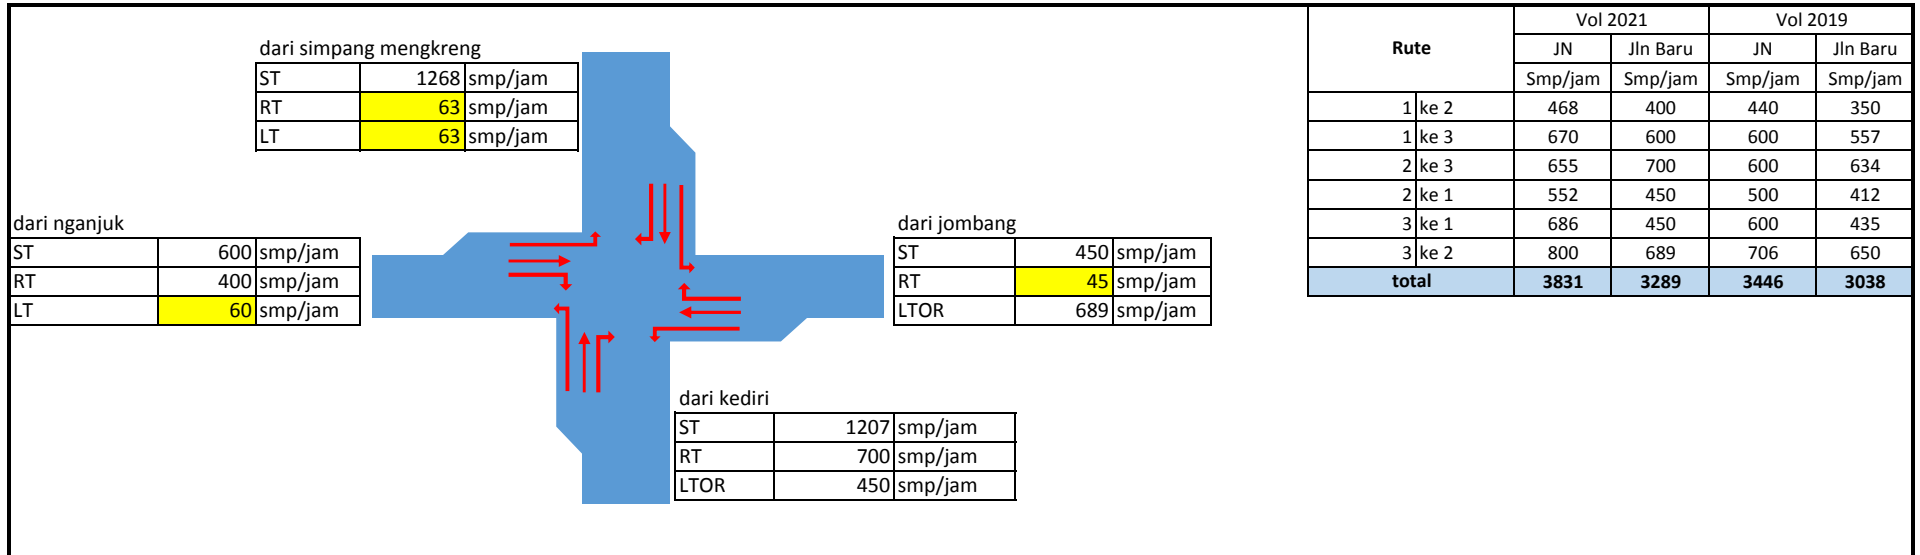 dari simpang mengkreng
ST 1268 smp/jam
RT 63 smp/jam
LT 63 smp/jam
dari nganjuk
ST 600 smp/jam
RT 400 smp/jam
LT 60 smp/jam
dari jombang
ST 450 smp/jam
RT 45 smp/jam
LTOR 689 smp/jam
dari kediri
ST 1207 smp/jam
RT 700 smp/jam
LTOR 450 smp/jam
Vol 2021 Vol 2019
Rute JN Jln Baru JN Jln Baru
Smp/jam Smp/jam Smp/jam Smp/jam
1 ke 2 468 400 440 350
1 ke 3 670 600 600 557
2 ke 3 655 700 600 634
2 ke 1 552 450 500 412
3 ke 1 686 450 600 435
3 ke 2 800 689 706 650
total 3831 3289 3446 3038